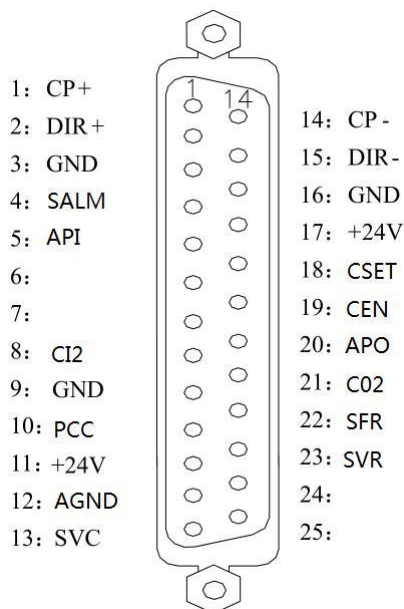 1 14
1: CP+
2: DIR+
3: GND
4: SALM
5: API
6:
7:
8: CI2
9: GND
10: PCC
11: +24V
12: AGND
13: SVC
14: CP-
15: DIR-
16: GND
17: +24V
18: CSET
19: CEN
20: APO
21: C02
22: SFR
23: SVR
24:
25: